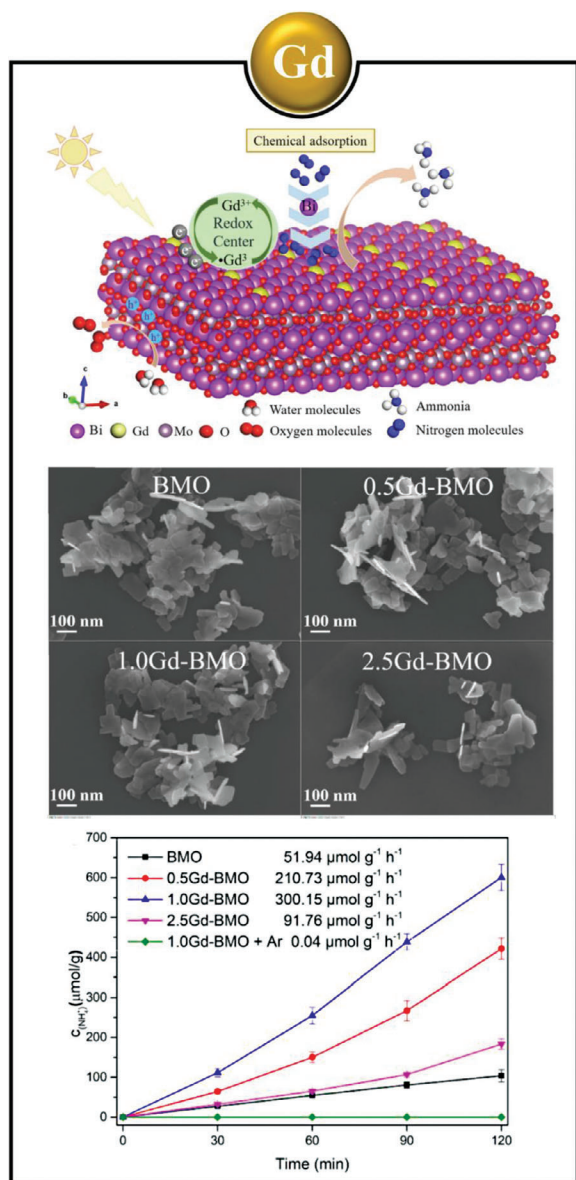 Gd
Chemical adsorption
Gd³⁺
Redox
Center
•Gd³
Bi
h⁺
h⁺
h⁺
c
b
a
Water molecules
Ammonia
Bi Gd Mo O Oxygen molecules Nitrogen molecules
BMO
0.5Gd-BMO
100 nm
100 nm
1.0Gd-BMO
2.5Gd-BMO
100 nm
100 nm
700
600
500
400
300
200
100
0
c(NH₄⁺)(μmol/g)
BMO 51.94 μmol g⁻¹ h⁻¹
0.5Gd-BMO 210.73 μmol g⁻¹ h⁻¹
1.0Gd-BMO 300.15 μmol g⁻¹ h⁻¹
2.5Gd-BMO 91.76 μmol g⁻¹ h⁻¹
1.0Gd-BMO + Ar 0.04 μmol g⁻¹ h⁻¹
0 30 60 90 120
Time (min)